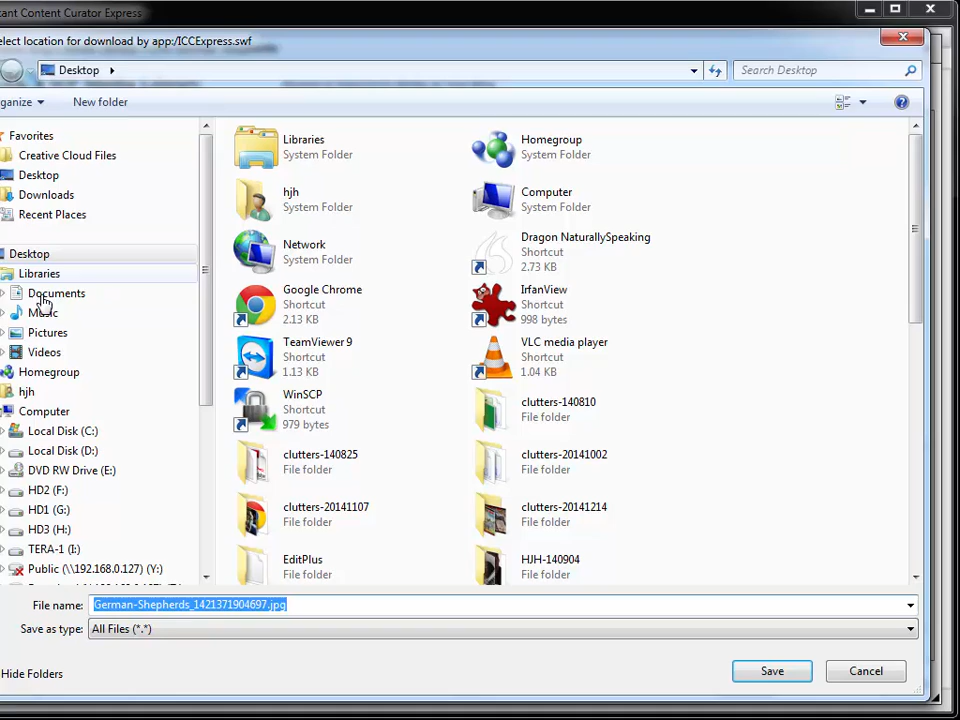 tant Content Curator Express
elect location for download by app:/ICCExpress.swf
Desktop
Search Desktop
ganize
New folder
Favorites
Creative Cloud Files
Desktop
Downloads
Recent Places
Desktop
Libraries
Documents
Music
Pictures
Videos
Homegroup
hjh
Computer
Local Disk (C:)
Local Disk (D:)
DVD RW Drive (E:)
HD2 (F:)
HD1 (G:)
HD3 (H:)
TERA-1 (I:)
Public (\\192.168.0.127) (Y:)
Libraries
System Folder
Homegroup
System Folder
hjh
System Folder
Computer
System Folder
Network
System Folder
Dragon NaturallySpeaking
Shortcut
2.73 KB
Google Chrome
Shortcut
2.13 KB
IrfanView
Shortcut
998 bytes
TeamViewer 9
Shortcut
1.13 KB
VLC media player
Shortcut
1.04 KB
WinSCP
Shortcut
979 bytes
clutters-140810
File folder
clutters-140825
File folder
clutters-20141002
File folder
clutters-20141107
File folder
clutters-20141214
File folder
EditPlus
File folder
HJH-140904
File folder
File name:
German-Shepherds_1421371904697.jpg
Save as type:
All Files (*.*)
Hide Folders
Save
Cancel